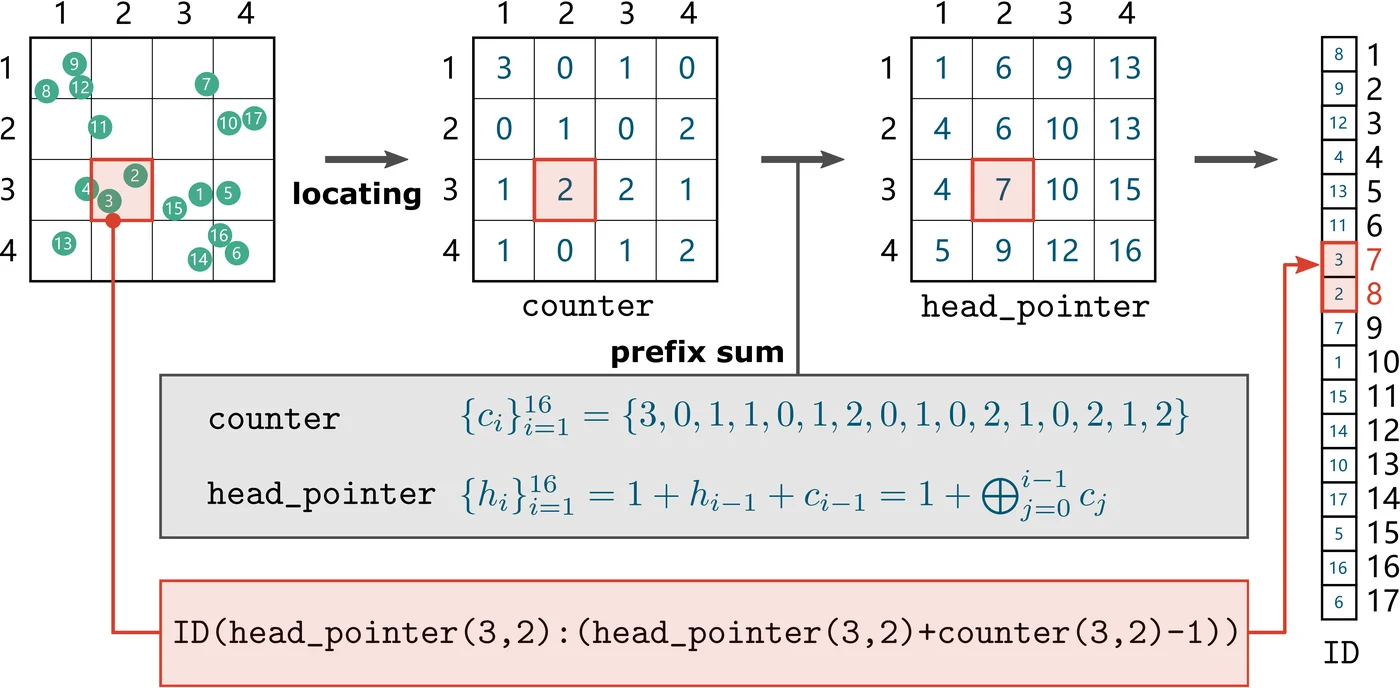 1 2 3 4
1 2 3 4
9 8 12 7
11 10 17
4 2 3 15 1 5
13 14 16 6
locating
1 2 3 4
1 3 0 1 0
2 0 1 0 2
3 1 2 2 1
4 1 0 1 2
counter
1 2 3 4
1 1 6 9 13
2 4 6 10 13
3 4 7 10 15
4 5 9 12 16
head_pointer
prefix sum
counter {c_i}_{i=1}^{16} = {3, 0, 1, 1, 0, 1, 2, 0, 1, 0, 2, 1, 0, 2, 1, 2}
head_pointer {h_i}_{i=1}^{16} = 1 + h_{i−1} + c_{i−1} = 1 + ⨁_{j=0}^{i−1} c_j
ID(head_pointer(3,2):(head_pointer(3,2)+counter(3,2)-1))
8 1
9 2
12 3
4 4
13 5
11 6
3 7
2 8
7 9
1 10
15 11
14 12
10 13
17 14
5 15
16 16
6 17
ID